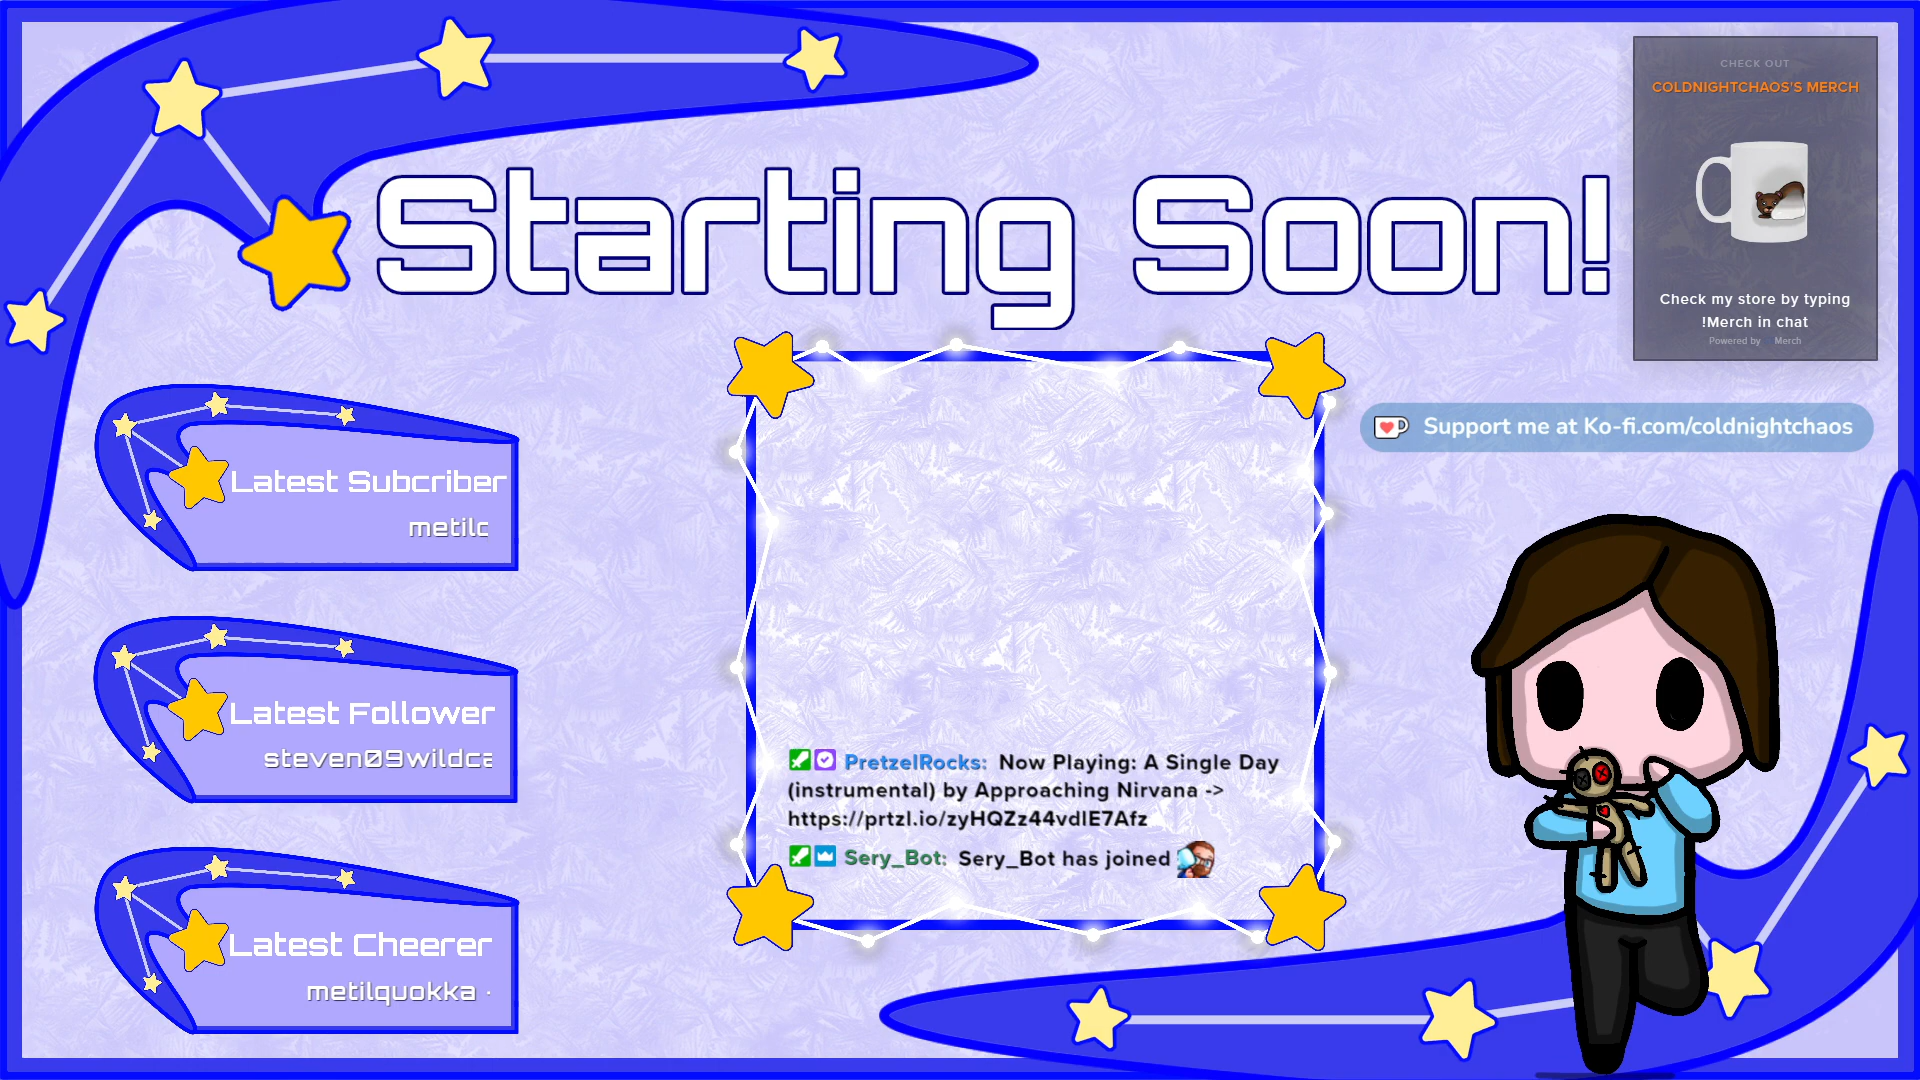 CHECK OUT
COLDNIGHTCHAOS'S MERCH
Starting Soon!
Check my store by typing
!Merch in chat
Powered by Merch
Support me at Ko-fi.com/coldnightchaos
Latest Subcriber
metilc
Latest Follower
steven09wildca
Latest Cheerer
metilquokka
PretzelRocks: Now Playing: A Single Day
(instrumental) by Approaching Nirvana ->
https://prtzl.io/zyHQZz44vdlE7Afz
Sery_Bot: Sery_Bot has joined